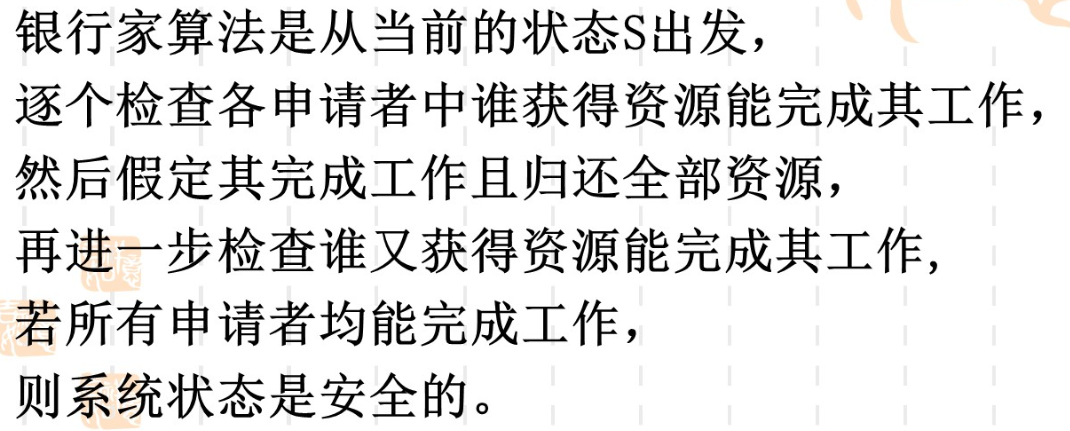 银行家算法是从当前的状态S出发，
逐个检查各申请者中谁获得资源能完成其工作，
然后假定其完成工作且归还全部资源，
再进一步检查谁又获得资源能完成其工作，
若所有申请者均能完成工作，
则系统状态是安全的。